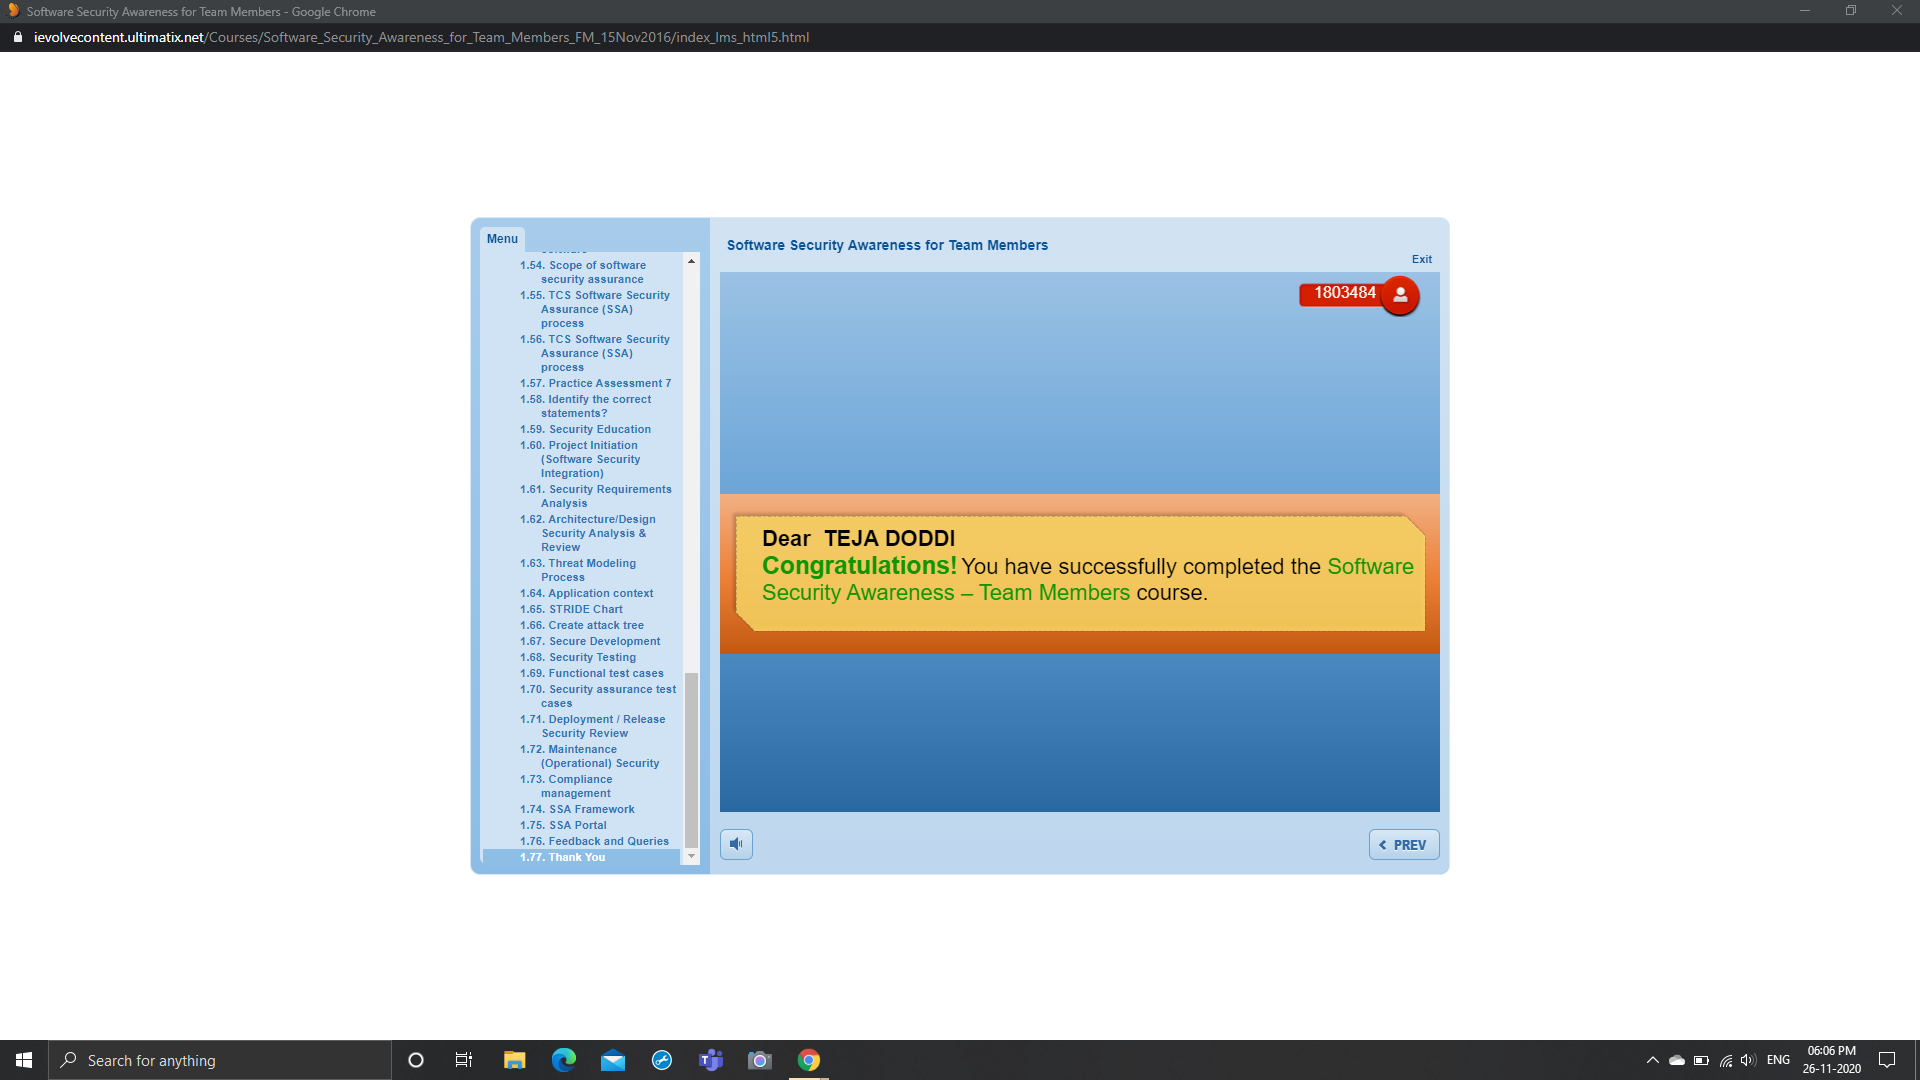 Software Security Awareness for Team Members - Google Chrome
ievolvecontent.ultimatix.net/Courses/Software_Security_Awareness_for_Team_Members_FM_15Nov2016/index_lms_html5.html
Menu
1.54. Scope of software
security assurance
1.55. TCS Software Security
Assurance (SSA)
process
1.56. TCS Software Security
Assurance (SSA)
process
1.57. Practice Assessment 7
1.58. Identify the correct
statements?
1.59. Security Education
1.60. Project Initiation
(Software Security
Integration)
1.61. Security Requirements
Analysis
1.62. Architecture/Design
Security Analysis &
Review
1.63. Threat Modeling
Process
1.64. Application context
1.65. STRIDE Chart
1.66. Create attack tree
1.67. Secure Development
1.68. Security Testing
1.69. Functional test cases
1.70. Security assurance test
cases
1.71. Deployment / Release
Security Review
1.72. Maintenance
(Operational) Security
1.73. Compliance
management
1.74. SSA Framework
1.75. SSA Portal
1.76. Feedback and Queries
1.77. Thank You
Software Security Awareness for Team Members
Exit
1803484
Dear TEJA DODDI
Congratulations! You have successfully completed the Software
Security Awareness – Team Members course.
PREV
Search for anything
ENG
06:06 PM
26-11-2020